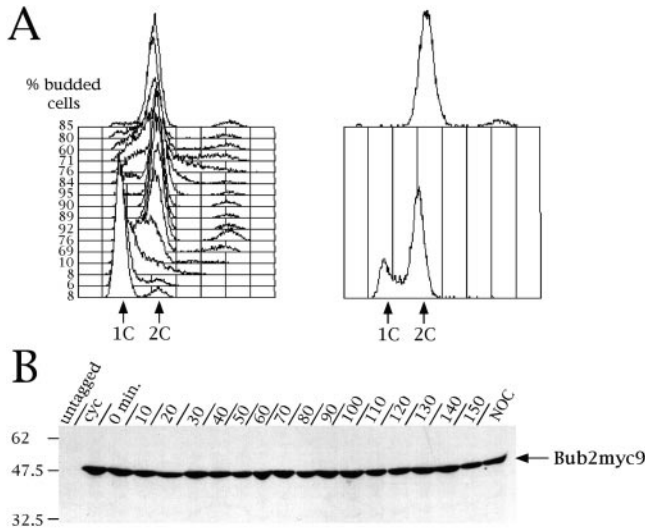 A
% budded
cells
85
80
60
71
76
84
95
90
89
92
76
69
10
8
6
8
1C
2C
1C
2C
B
untagged
cyc
0 min.
10
20
30
40
50
60
70
80
90
100
110
120
130
140
150
NOC
62
47.5
32.5
Bub2myc9